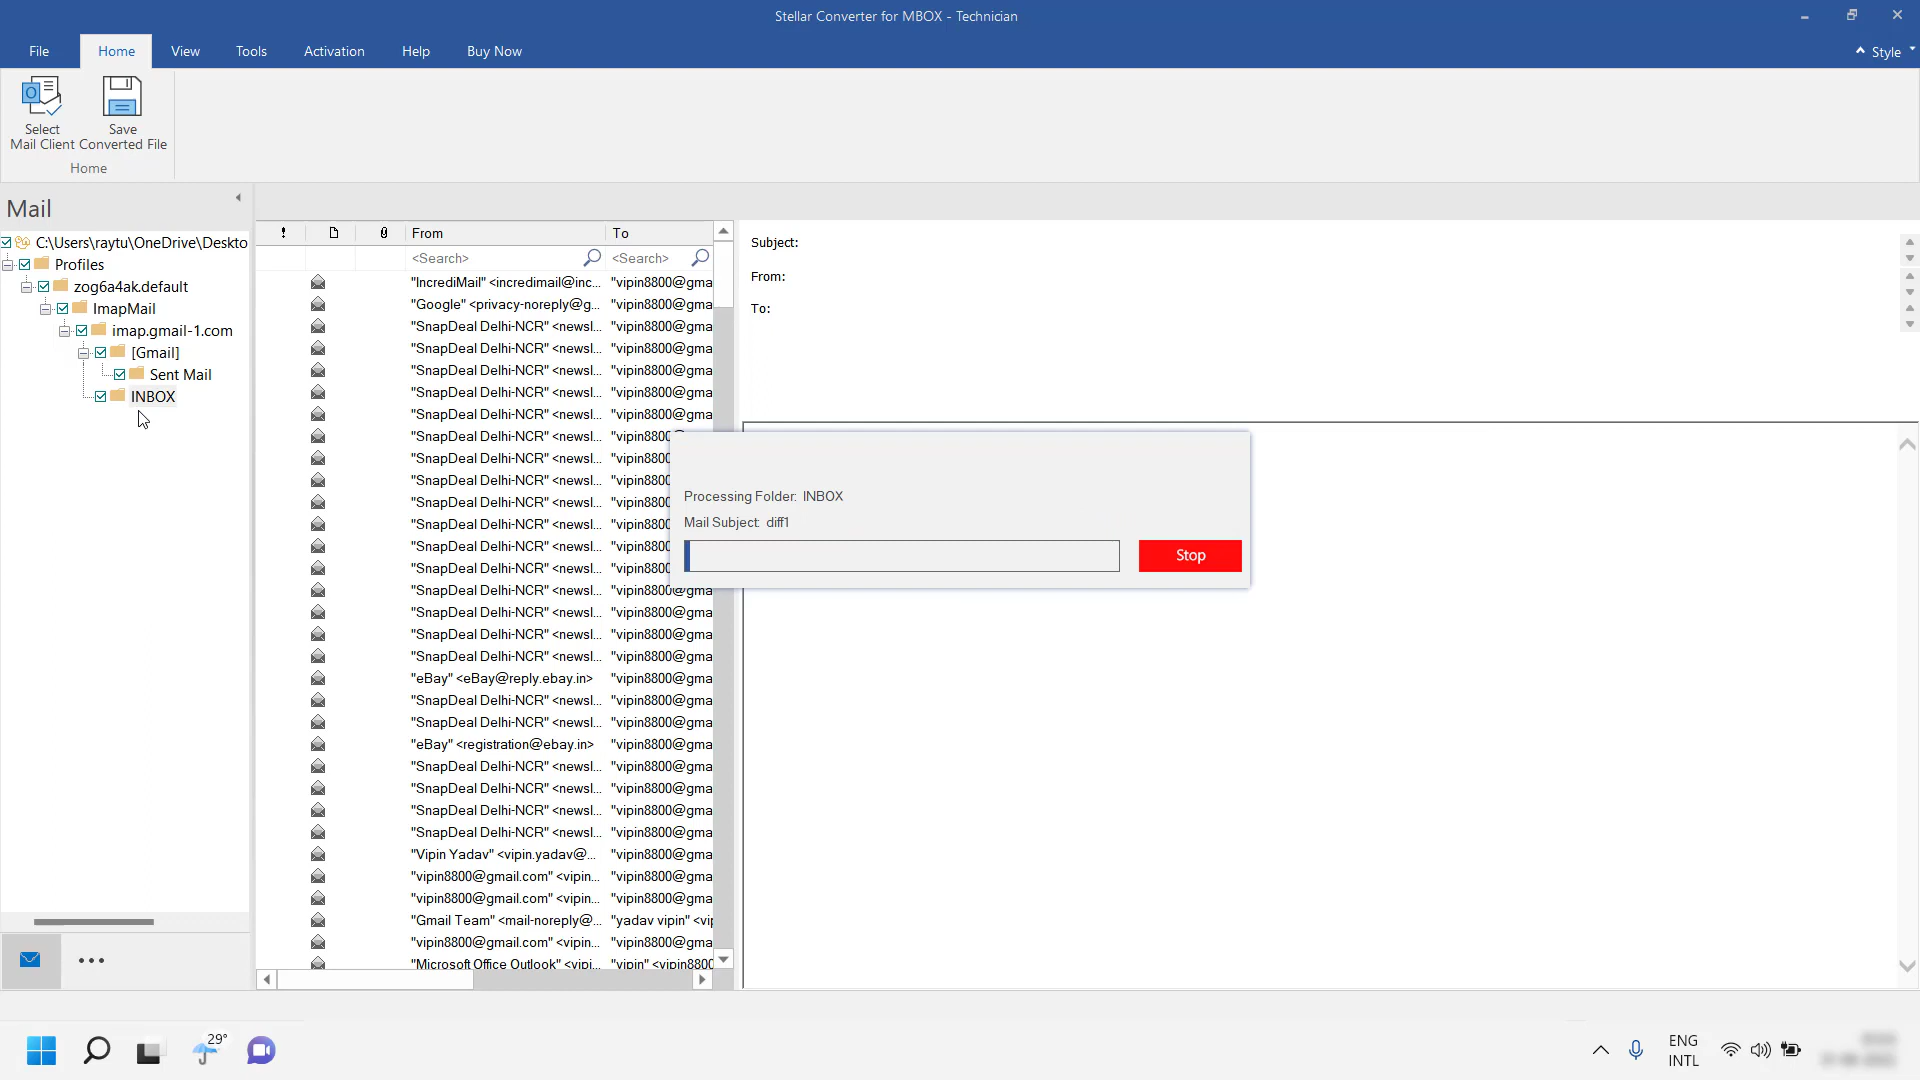 Stellar Converter for MBOX - Technician
File Home View Tools Activation Help Buy Now Style
Select
Mail Client
Save
Converted File
Home
Mail
C:\Users\raytu\OneDrive\Deskto
Profiles
zog6a4ak.default
ImapMail
imap.gmail-1.com
[Gmail]
Sent Mail
INBOX
From To
<Search> <Search>
"IncrediMail" <incredimail@inc... "vipin8800@gma
"Google" <privacy-noreply@g... "vipin8800@gma
"SnapDeal Delhi-NCR" <newsl... "vipin8800@gma
"SnapDeal Delhi-NCR" <newsl... "vipin8800@gma
"SnapDeal Delhi-NCR" <newsl... "vipin8800@gma
"SnapDeal Delhi-NCR" <newsl... "vipin8800@gma
"SnapDeal Delhi-NCR" <newsl... "vipin8800@gma
"SnapDeal Delhi-NCR" <newsl... "vipin8800@
"SnapDeal Delhi-NCR" <newsl... "vipin8800
"SnapDeal Delhi-NCR" <newsl... "vipin8800
"SnapDeal Delhi-NCR" <newsl... "vipin8800
"SnapDeal Delhi-NCR" <newsl... "vipin8800
"SnapDeal Delhi-NCR" <newsl... "vipin8800
"SnapDeal Delhi-NCR" <newsl... "vipin8800
"SnapDeal Delhi-NCR" <newsl... "vipin8800@gma
"SnapDeal Delhi-NCR" <newsl... "vipin8800@gma
"SnapDeal Delhi-NCR" <newsl... "vipin8800@gma
"SnapDeal Delhi-NCR" <newsl... "vipin8800@gma
"eBay" <eBay@reply.ebay.in> "vipin8800@gma
"SnapDeal Delhi-NCR" <newsl... "vipin8800@gma
"SnapDeal Delhi-NCR" <newsl... "vipin8800@gma
"eBay" <registration@ebay.in> "vipin8800@gma
"SnapDeal Delhi-NCR" <newsl... "vipin8800@gma
"SnapDeal Delhi-NCR" <newsl... "vipin8800@gma
"SnapDeal Delhi-NCR" <newsl... "vipin8800@gma
"SnapDeal Delhi-NCR" <newsl... "vipin8800@gma
"Vipin Yadav" <vipin.yadav@... "vipin8800@gma
"vipin8800@gmail.com" <vipin... "vipin8800@gma
"vipin8800@gmail.com" <vipin... "vipin8800@gma
"Gmail Team" <mail-noreply@... "yadav vipin" <vip
"vipin8800@gmail.com" <vipin... "vipin8800@gma
"Microsoft Office Outlook" <vipi... "vipin" <vipin8800
Subject:
From:
To:
Processing Folder: INBOX
Mail Subject: diff1
Stop
29°
ENG
INTL